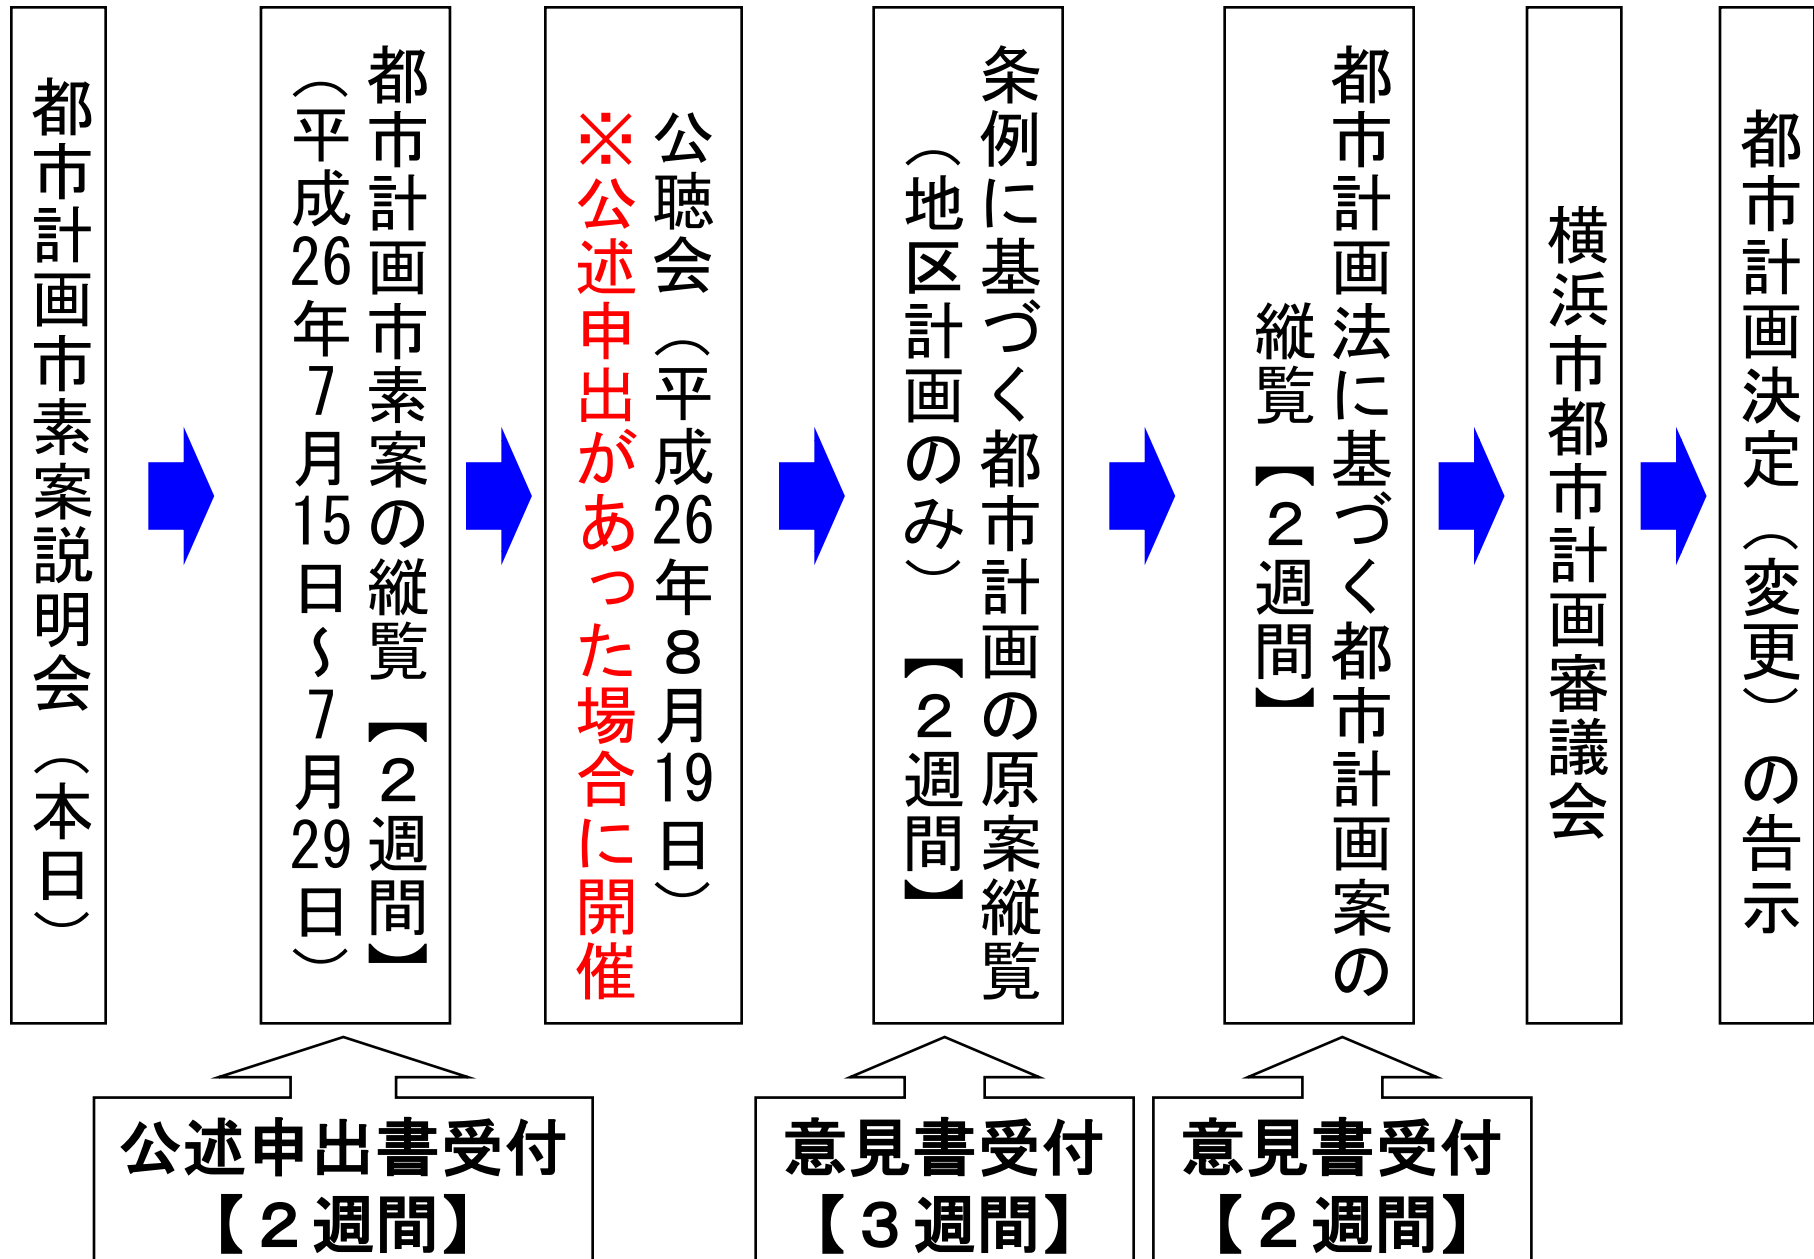 都市計画市素案説明会（本日）
都市計画市素案の縦覧【２週間】
（平成26年７月15日～７月29日）
公聴会（平成26年８月19日）
※公述申出があった場合に開催
条例に基づく都市計画の原案縦覧
（地区計画のみ）【２週間】
都市計画法に基づく都市計画案の
縦覧【２週間】
横浜市都市計画審議会
都市計画決定（変更）の告示
公述申出書受付
【２週間】
意見書受付
【３週間】
意見書受付
【２週間】